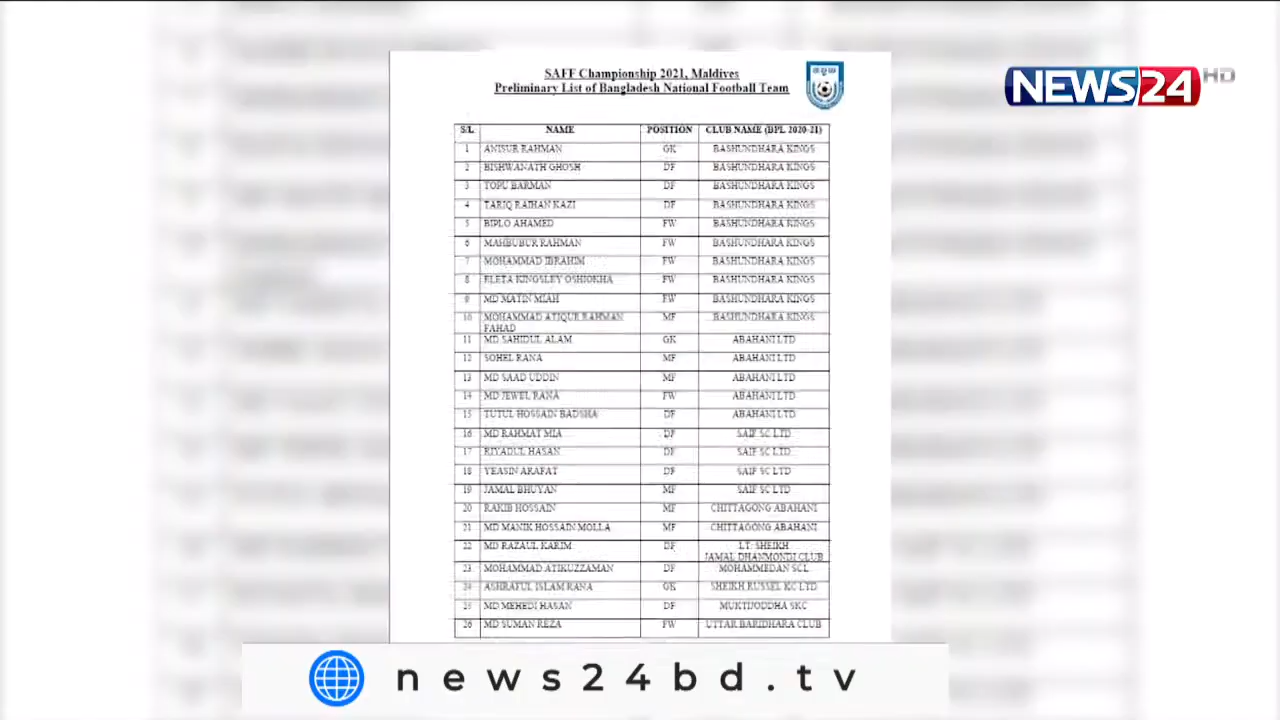 SAFF Championship 2021, Maldives
Preliminary List of Bangladesh National Football Team
NEWS24 HD
S/L NAME POSITION CLUB NAME (BPL 2020-21)
1 ANISUR RAHMAN GK BASHUNDHARA KINGS
2 BISHWANATH GHOSH DF BASHUNDHARA KINGS
3 TOPU BARMAN DF BASHUNDHARA KINGS
4 TARIQ RAIHAN KAZI DF BASHUNDHARA KINGS
5 BIPLO AHAMED FW BASHUNDHARA KINGS
6 MAHBUBUR RAHMAN FW BASHUNDHARA KINGS
7 MOHAMMAD IBRAHIM FW BASHUNDHARA KINGS
8 ELETA KINGSLEY OSHIOKHA FW BASHUNDHARA KINGS
9 MD MATIN MIAH FW BASHUNDHARA KINGS
10 MOHAMMAD ATIQUR RAHMAN MF BASHUNDHARA KINGS
FAHAD
11 MD SAHIDUL ALAM GK ABAHANI LTD
12 SOHEL RANA MF ABAHANI LTD
13 MD SAAD UDDIN MF ABAHANI LTD
14 MD JEWEL RANA FW ABAHANI LTD
15 TUTUL HOSSAIN BADSHA DF ABAHANI LTD
16 MD RAHMAT MIA DF SAIF SC LTD
17 RIYADUL HASAN DF SAIF SC LTD
18 YEASIN ARAFAT DF SAIF SC LTD
19 JAMAL BHUYAN MF SAIF SC LTD
20 RAKIB HOSSAIN MF CHITTAGONG ABAHANI
21 MD MANIK HOSSAIN MOLLA MF CHITTAGONG ABAHANI
22 MD RAZAUL KARIM DF LT. SHEIKH
JAMAL DHANMONDI CLUB
23 MOHAMMAD ATIKUZZAMAN DF MOHAMMEDAN SCL
24 ASHRAFUL ISLAM RANA GK SHEIKH RUSSEL KC LTD
25 MD MEHEDI HASAN DF MUKTIJODDHA SKC
26 MD SUMAN REZA FW UTTAR BARIDHARA CLUB
news24bd.tv